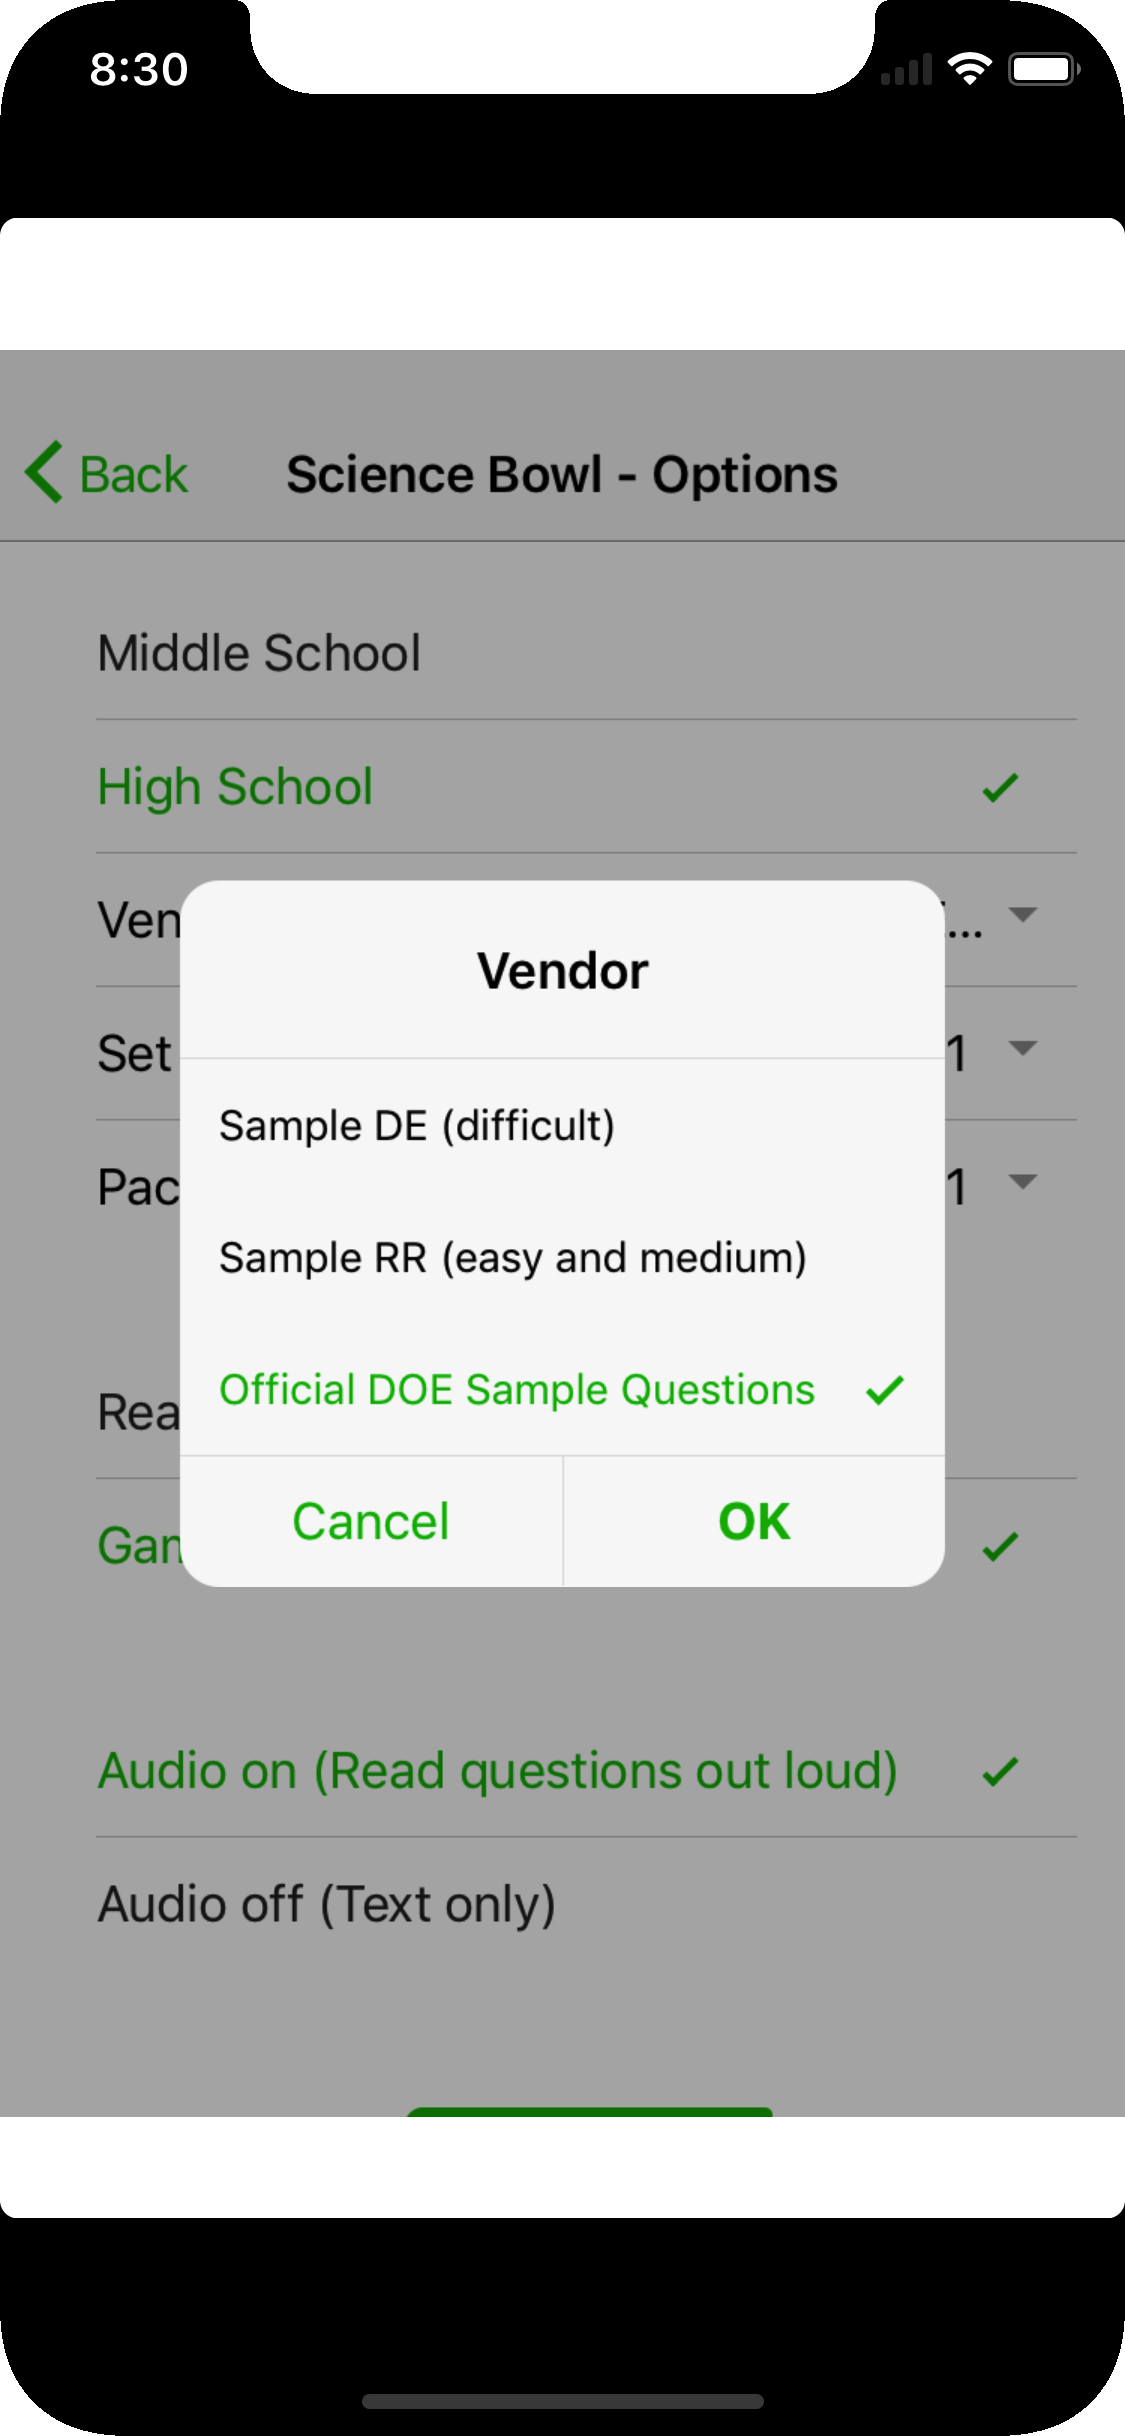 8:30
Back
Science Bowl - Options
Middle School
High School
Ven
...
Vendor
Set
1
Sample DE (difficult)
Pac
1
Sample RR (easy and medium)
Official DOE Sample Questions
Rea
Cancel
OK
Gam
Audio on (Read questions out loud)
Audio off (Text only)